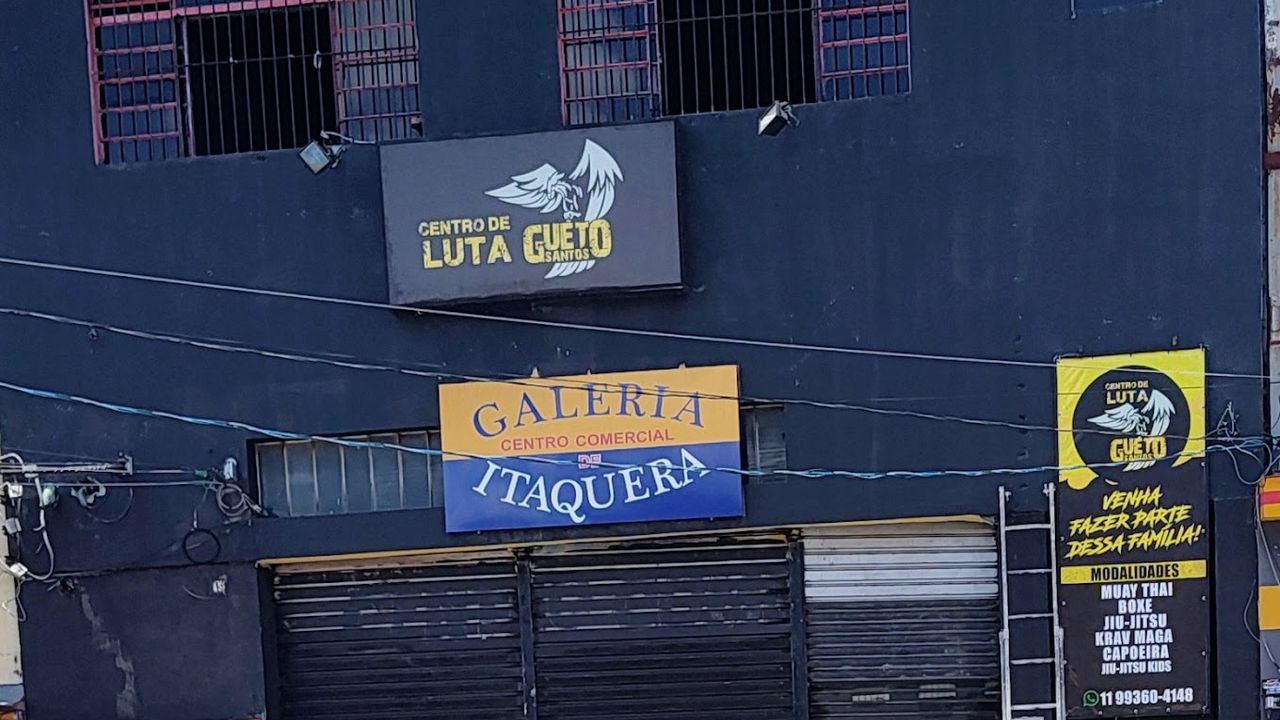 CENTRO DE
LUTA GUETO
SANTOS
GALERIA
CENTRO COMERCIAL
DE
ITAQUERA
CENTRO DE
LUTA
GUETO
SANTOS
VENHA
FAZER PARTE
DESSA FAMÍLIA!
MODALIDADES
MUAY THAI
BOXE
JIU-JITSU
KRAV MAGA
CAPOEIRA
JIU-JITSU KIDS
11 99360-4148